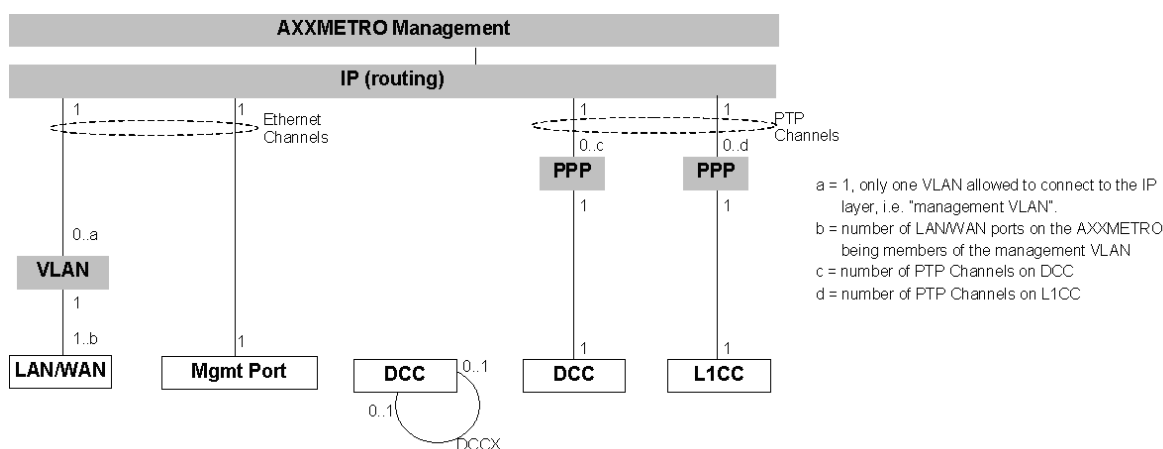 AXXMETRO Management
IP (routing)
1
1
1
1
Ethernet
Channels
PTP
Channels
0..c
0..d
PPP
PPP
1
1
a = 1, only one VLAN allowed to connect to the IP
layer, i.e. "management VLAN".
b = number of LAN/WAN ports on the AXXMETRO
being members of the management VLAN
c = number of PTP Channels on DCC
d = number of PTP Channels on L1CC
0..a
VLAN
1
1..b
1
1
1
LAN/WAN
Mgmt Port
DCC
0..1
0..1
DCCX
DCC
L1CC